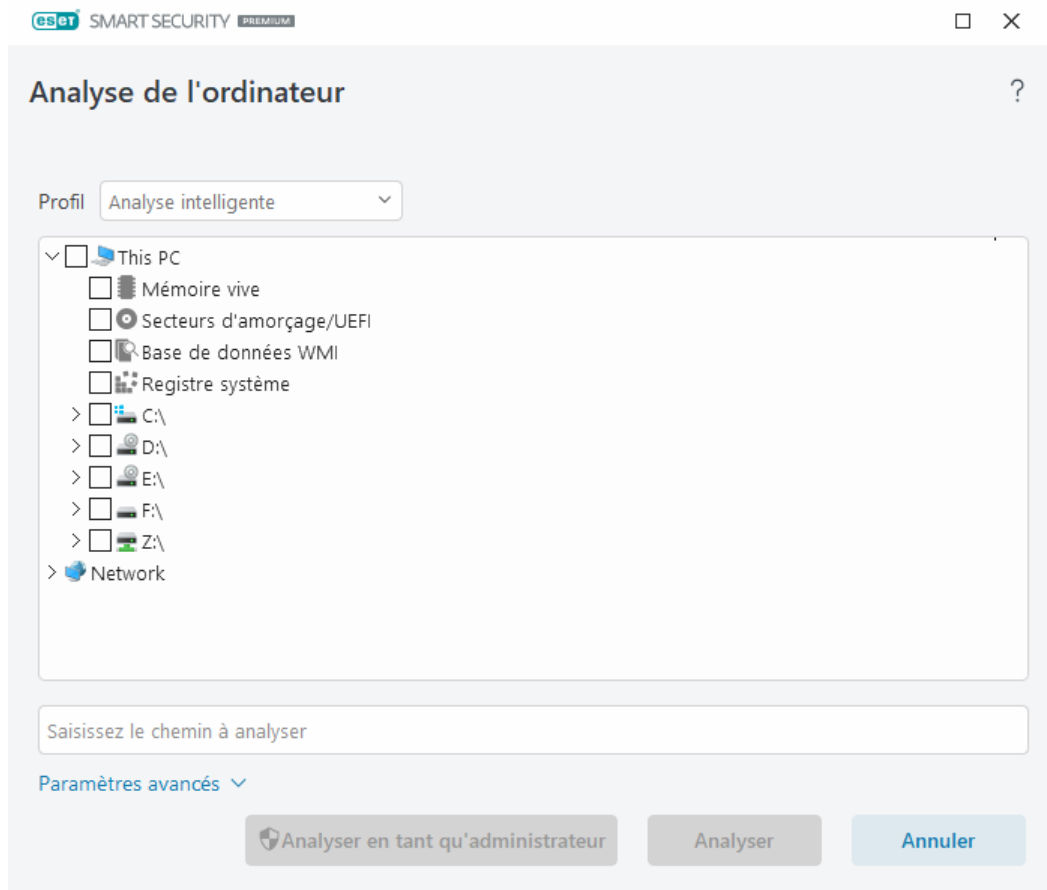 eset SMART SECURITY PREMIUM
Analyse de l'ordinateur
?
Profil Analyse intelligente
This PC
Mémoire vive
Secteurs d'amorçage/UEFI
Base de données WMI
Registre système
C:\
D:\
E:\
F:\
Z:\
Network
Saisissez le chemin à analyser
Paramètres avancés
Analyser en tant qu'administrateur Analyser Annuler